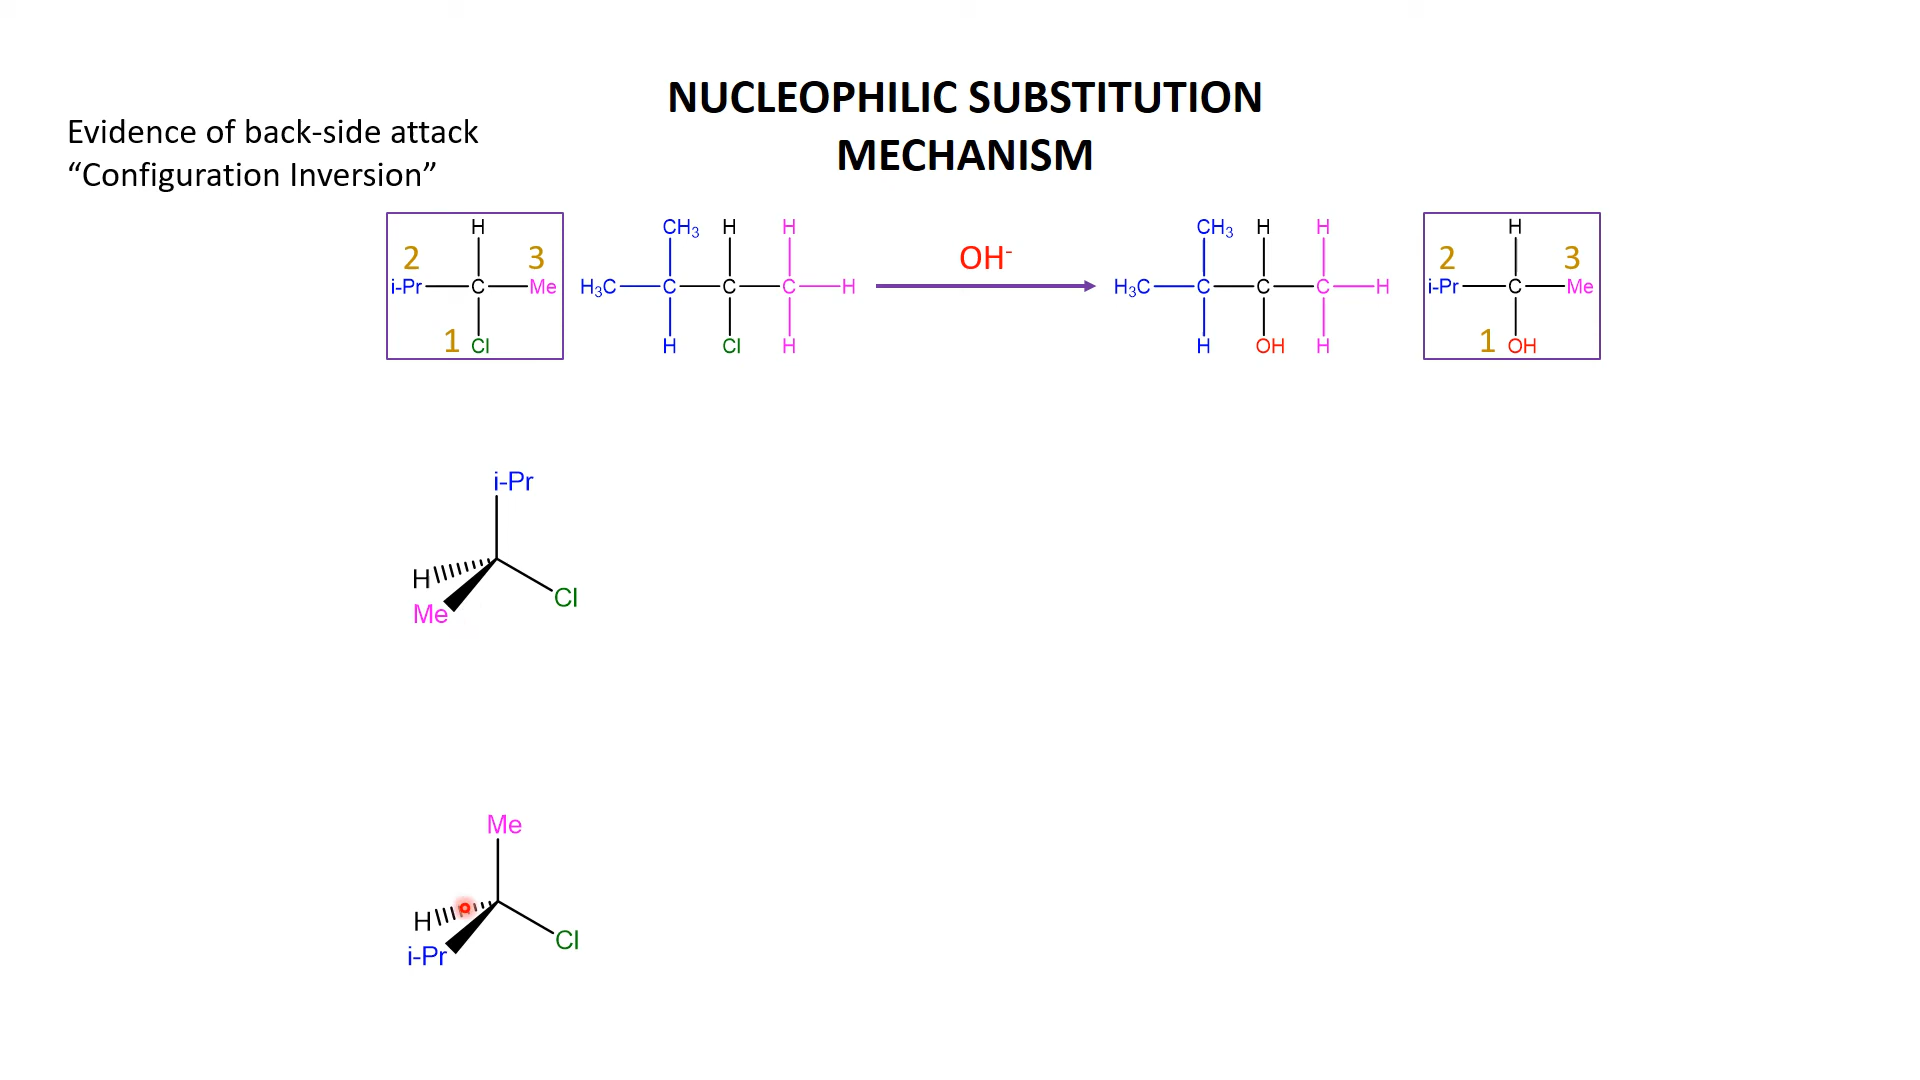 NUCLEOPHILIC SUBSTITUTION
MECHANISM
Evidence of back-side attack
“Configuration Inversion”
H
2 3
i-Pr C Me
1 Cl
CH3 H H
H3C C C C H
H Cl H
OH-
CH3 H H
H3C C C C H
H OH H
H
2 3
i-Pr C Me
1 OH
i-Pr
H
Me
Cl
Me
H
i-Pr
Cl